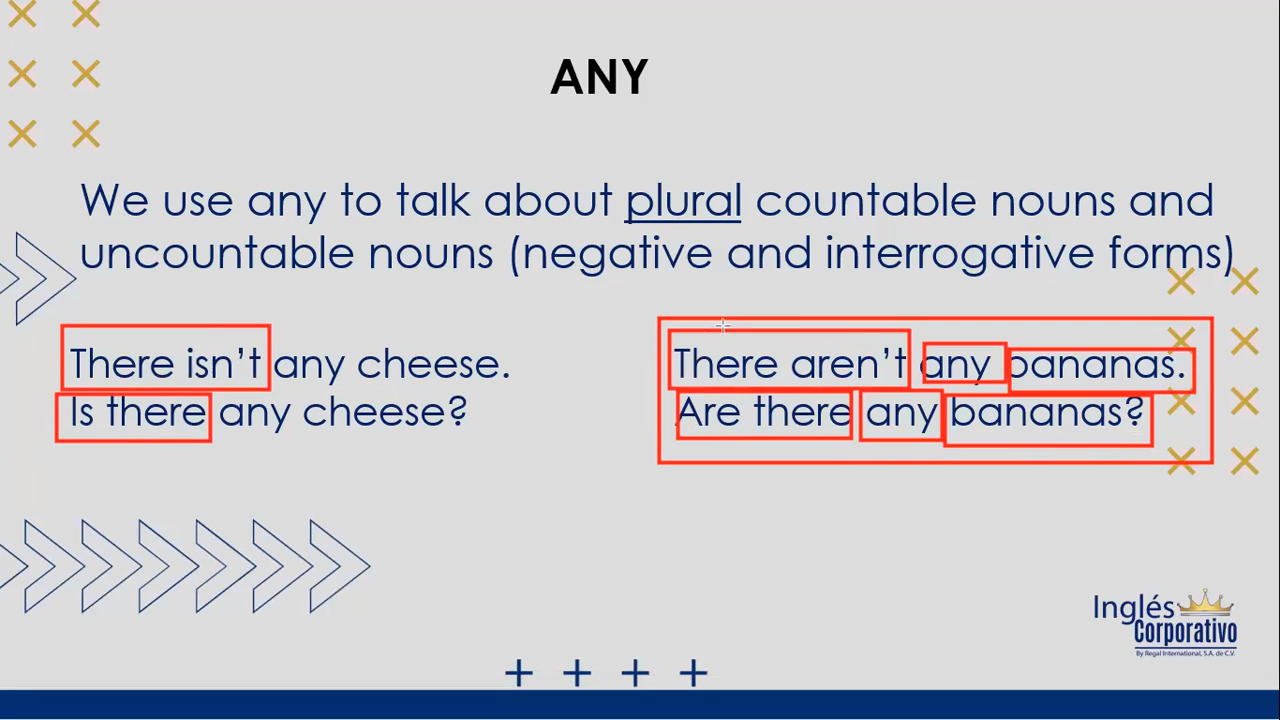 ANY
We use any to talk about plural countable nouns and
uncountable nouns (negative and interrogative forms)
There isn’t any cheese.
Is there any cheese?
There aren’t any bananas.
Are there any bananas?
Inglés
Corporativo
By Regal International, S.A. de C.V.